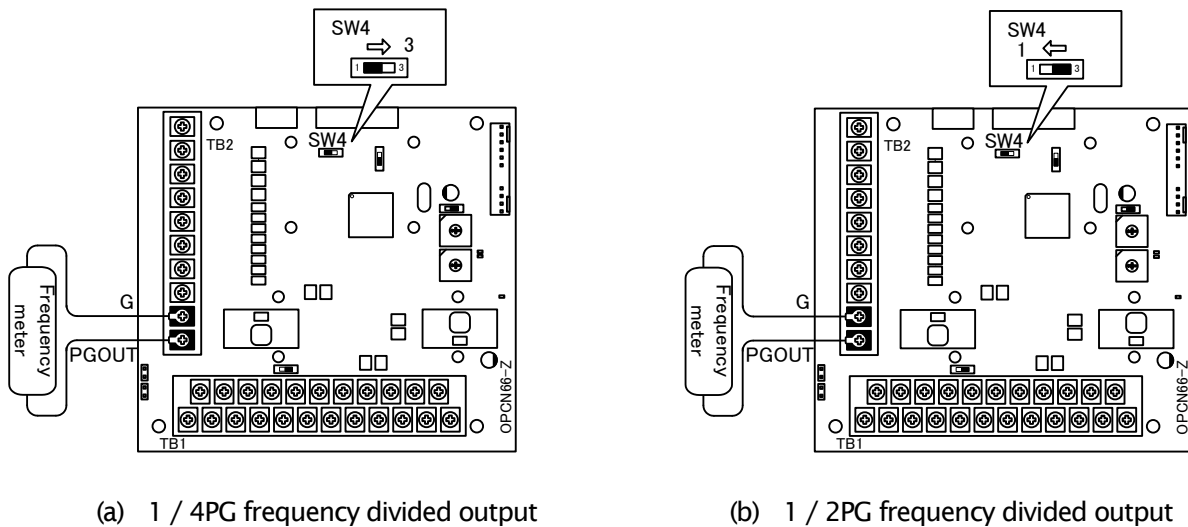 SW4
3
1 3
SW4
TB2
Frequency
meter
G
PGOUT
TB1
OPCN66-Z
SW4
1
1 3
SW4
TB2
Frequency
meter
G
PGOUT
TB1
OPCN66-Z
(a) 1 / 4PG frequency divided output
(b) 1 / 2PG frequency divided output